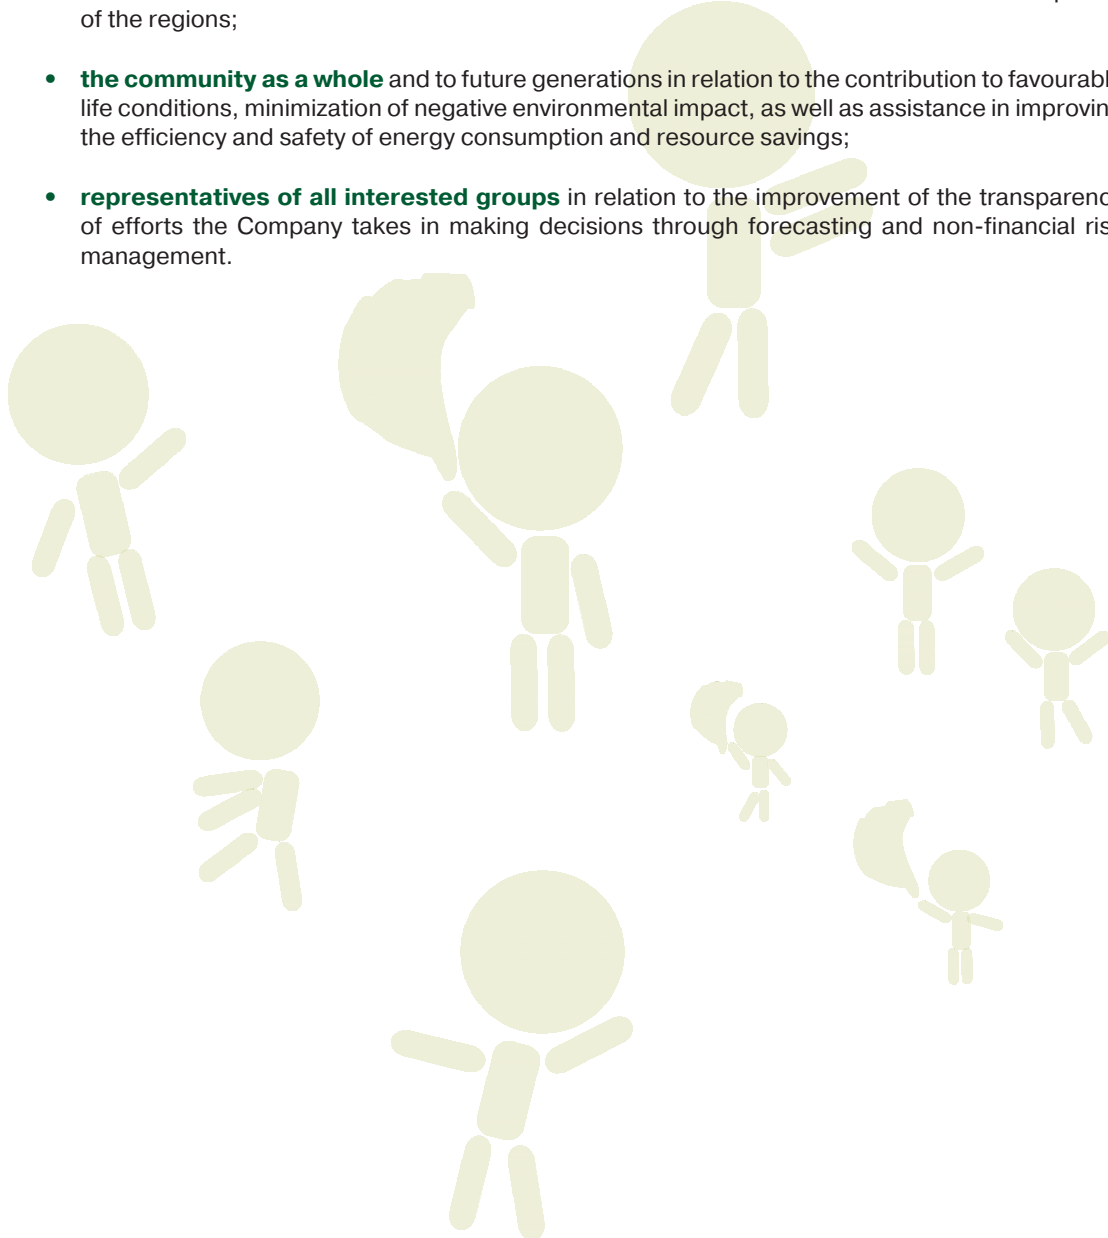 of the regions;
• the community as a whole and to future generations in relation to the contribution to favourabl
life conditions, minimization of negative environmental impact, as well as assistance in improvin
the efficiency and safety of energy consumption and resource savings;
• representatives of all interested groups in relation to the improvement of the transparenc
of efforts the Company takes in making decisions through forecasting and non-financial ris
management.